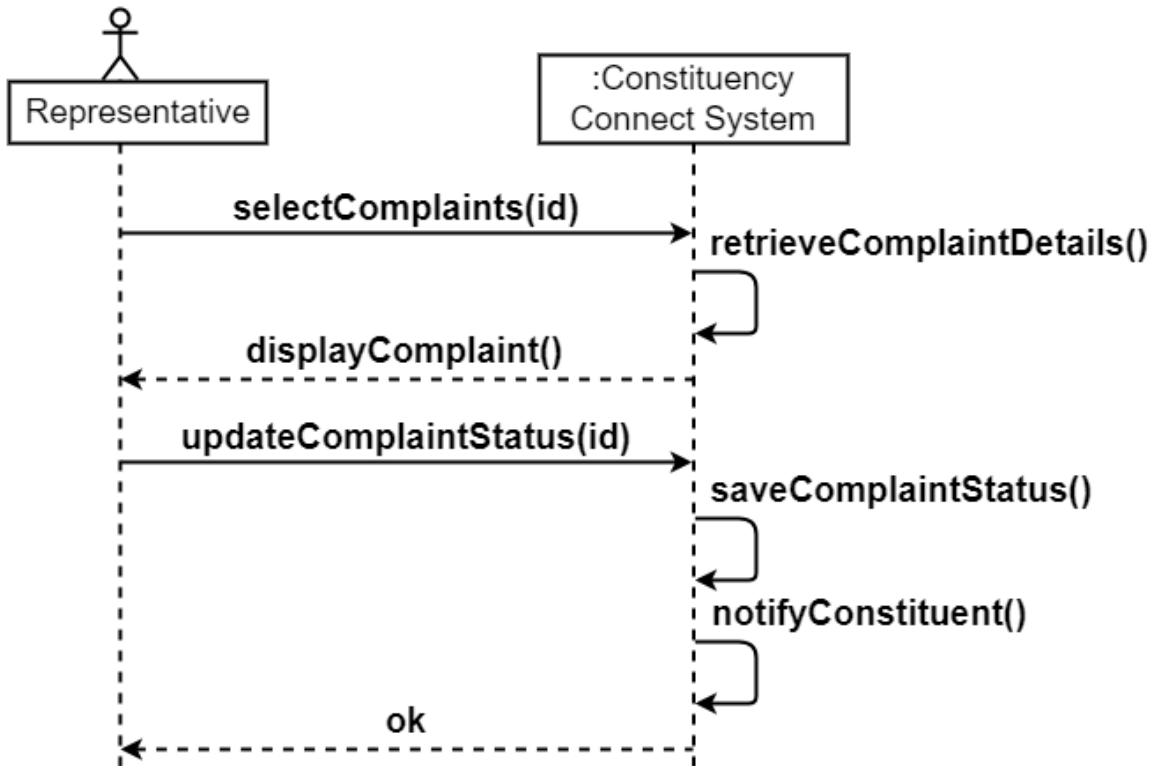 Representative
:Constituency
Connect System
selectComplaints(id)
retrieveComplaintDetails()
displayComplaint()
updateComplaintStatus(id)
saveComplaintStatus()
notifyConstituent()
ok